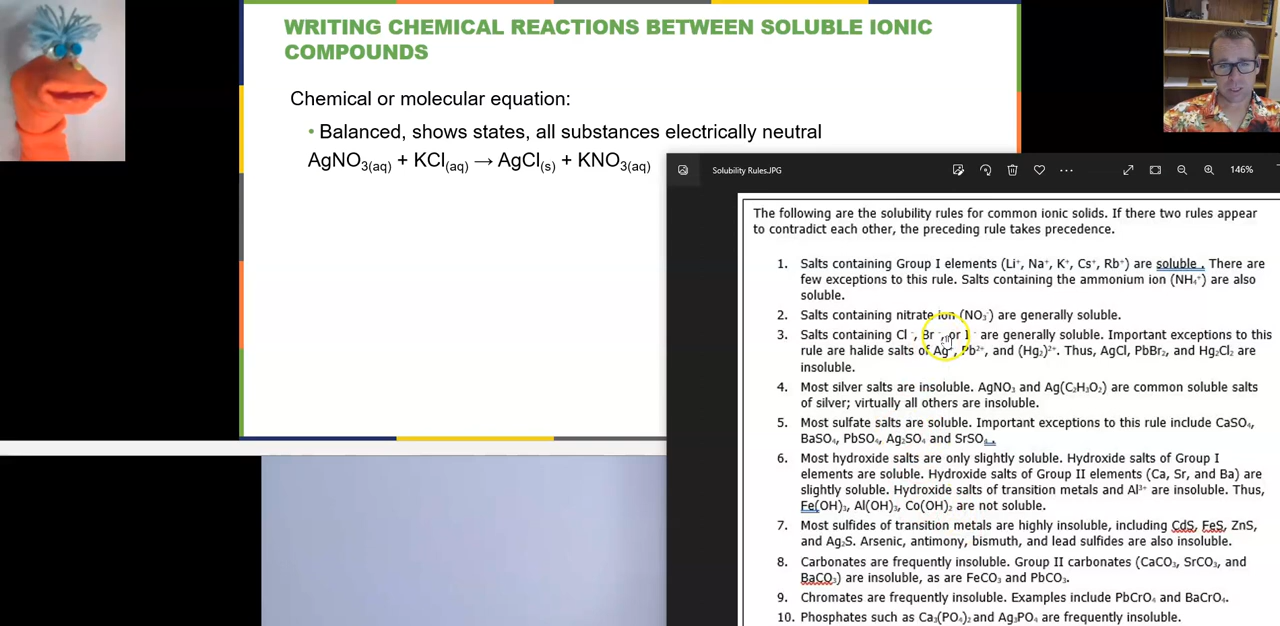 WRITING CHEMICAL REACTIONS BETWEEN SOLUBLE IONIC
COMPOUNDS
Chemical or molecular equation:
• Balanced, shows states, all substances electrically neutral
AgNO₃₍aq₎ + KCl₍aq₎ → AgCl₍s₎ + KNO₃₍aq₎
Solubility Rules.JPG
146%
The following are the solubility rules for common ionic solids. If there two rules appear
to contradict each other, the preceding rule takes precedence.
1. Salts containing Group I elements (Li⁺, Na⁺, K⁺, Cs⁺, Rb⁺) are soluble . There are
few exceptions to this rule. Salts containing the ammonium ion (NH₄⁺) are also
soluble.
2. Salts containing nitrate ion (NO₃⁻) are generally soluble.
3. Salts containing Cl ⁻, Br ⁻, or I ⁻ are generally soluble. Important exceptions to this
rule are halide salts of Ag⁺, Pb²⁺, and (Hg₂)²⁺. Thus, AgCl, PbBr₂, and Hg₂Cl₂ are
insoluble.
4. Most silver salts are insoluble. AgNO₃ and Ag(C₂H₃O₂) are common soluble salts
of silver; virtually all others are insoluble.
5. Most sulfate salts are soluble. Important exceptions to this rule include CaSO₄,
BaSO₄, PbSO₄, Ag₂SO₄ and SrSO₄ .
6. Most hydroxide salts are only slightly soluble. Hydroxide salts of Group I
elements are soluble. Hydroxide salts of Group II elements (Ca, Sr, and Ba) are
slightly soluble. Hydroxide salts of transition metals and Al³⁺ are insoluble. Thus,
Fe(OH)₃, Al(OH)₃, Co(OH)₂ are not soluble.
7. Most sulfides of transition metals are highly insoluble, including CdS, FeS, ZnS,
and Ag₂S. Arsenic, antimony, bismuth, and lead sulfides are also insoluble.
8. Carbonates are frequently insoluble. Group II carbonates (CaCO₃, SrCO₃, and
BaCO₃) are insoluble, as are FeCO₃ and PbCO₃.
9. Chromates are frequently insoluble. Examples include PbCrO₄ and BaCrO₄.
10. Phosphates such as Ca₃(PO₄)₂ and Ag₃PO₄ are frequently insoluble.